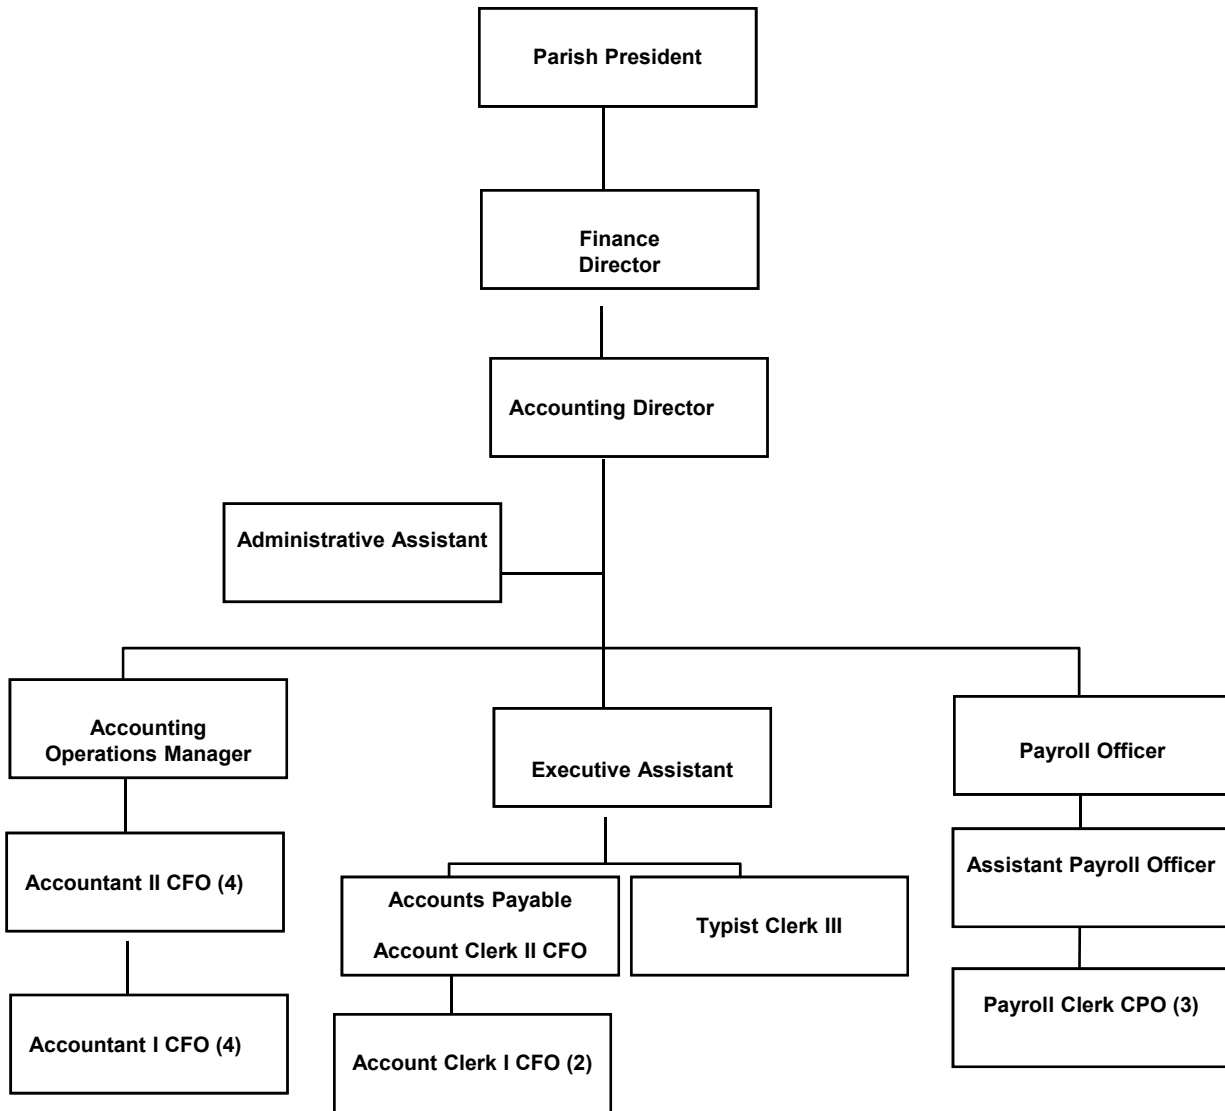 Parish President
Finance
Director
Accounting Director
Administrative Assistant
Accounting
Operations Manager
Executive Assistant
Payroll Officer
Accountant II CFO (4)
Accounts Payable
Account Clerk II CFO
Typist Clerk III
Assistant Payroll Officer
Accountant I CFO (4)
Account Clerk I CFO (2)
Payroll Clerk CPO (3)